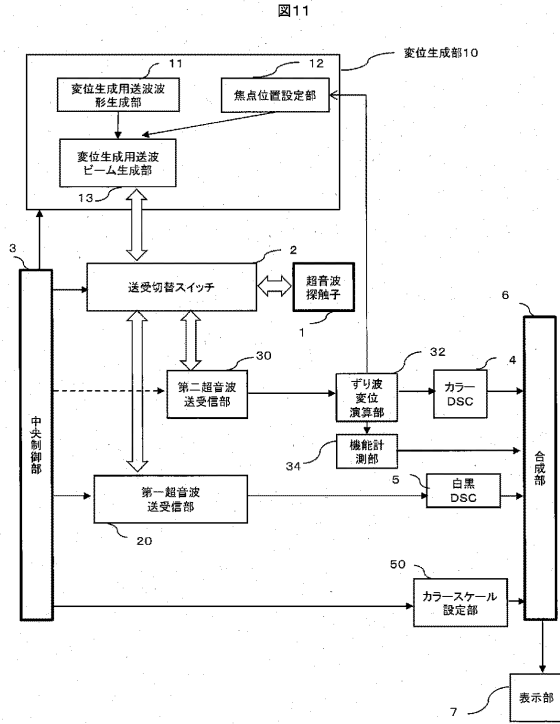 図11
変位生成部10
11
変位生成用送波波
形生成部
12
焦点位置設定部
変位生成用送波
ビーム生成部
13
3
中央制御部
2
送受切替スイッチ
超音波
探触子
1
6
合成部
30
第二超音波
送受信部
32
ずり波
変位
演算部
4
カラー
DSC
34
機能計
測部
5
白黒
DSC
第一超音波
送受信部
20
50
カラースケール
設定部
表示部
7